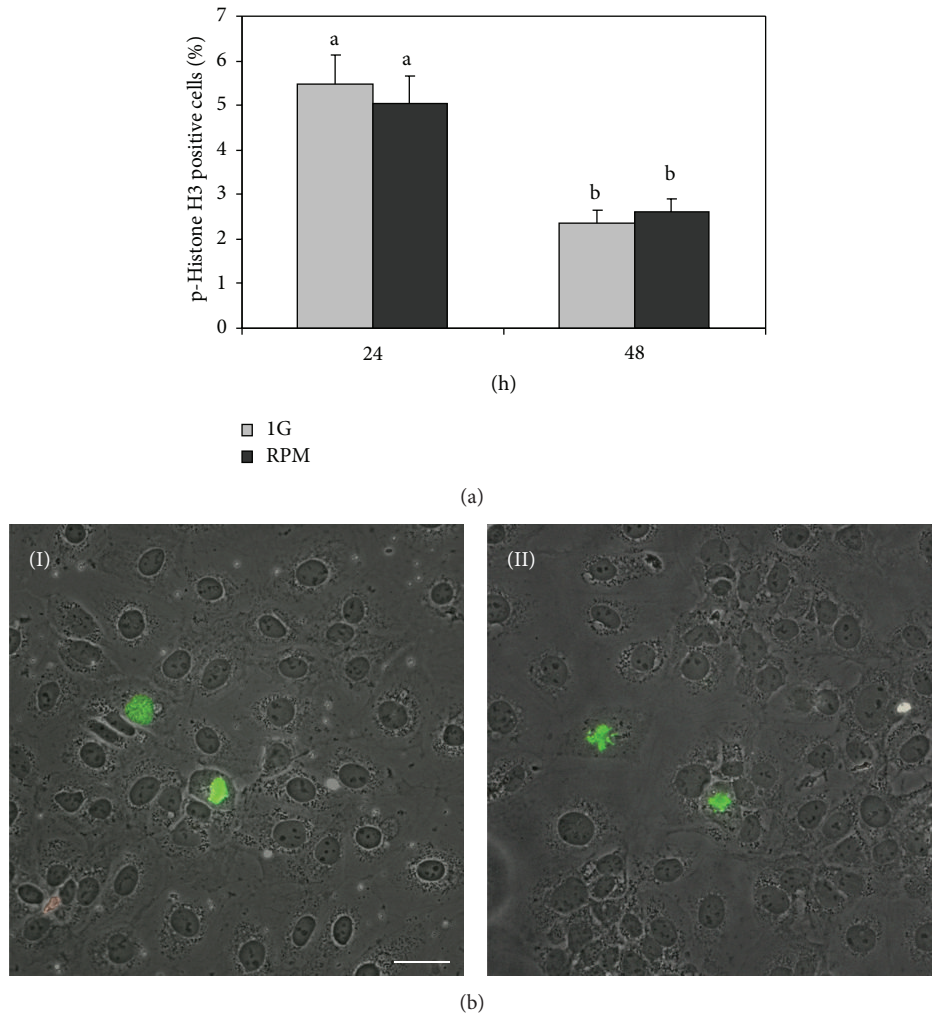 7
6
5
4
3
2
1
0
p-Histone H3 positive cells (%)
a
a
b
b
24
48
(h)
1G
RPM
(a)
(I)
(II)
(b)